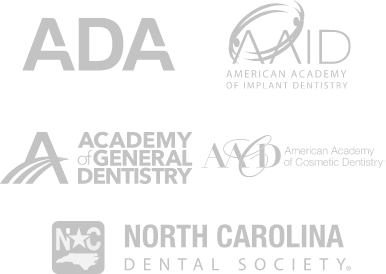 ADA
AAID
AMERICAN ACADEMY
OF IMPLANT DENTISTRY
A ACADEMY
of GENERAL
DENTISTRY
AACD American Academy
of Cosmetic Dentistry
N★C NORTH CAROLINA
DENTAL SOCIETY®